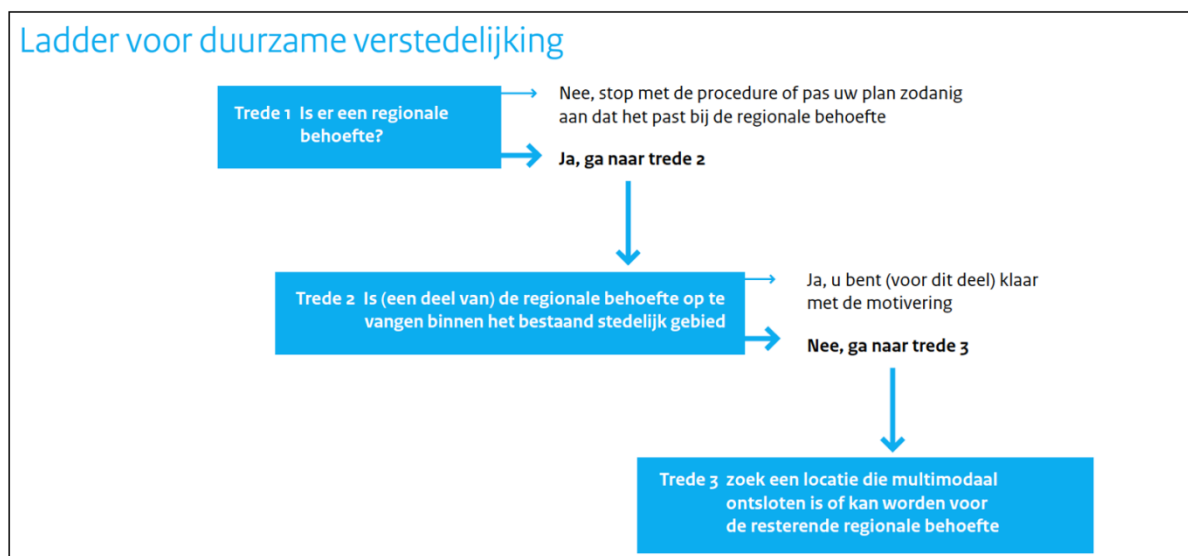 Ladder voor duurzame verstedelijking
Trede 1 Is er een regionale
behoefte?
Nee, stop met de procedure of pas uw plan zodanig
aan dat het past bij de regionale behoefte
Ja, ga naar trede 2
Trede 2 Is (een deel van) de regionale behoefte op te
vangen binnen het bestaand stedelijk gebied
Ja, u bent (voor dit deel) klaar
met de motivering
Nee, ga naar trede 3
Trede 3 zoek een locatie die multimodaal
ontsloten is of kan worden voor
de resterende regionale behoefte